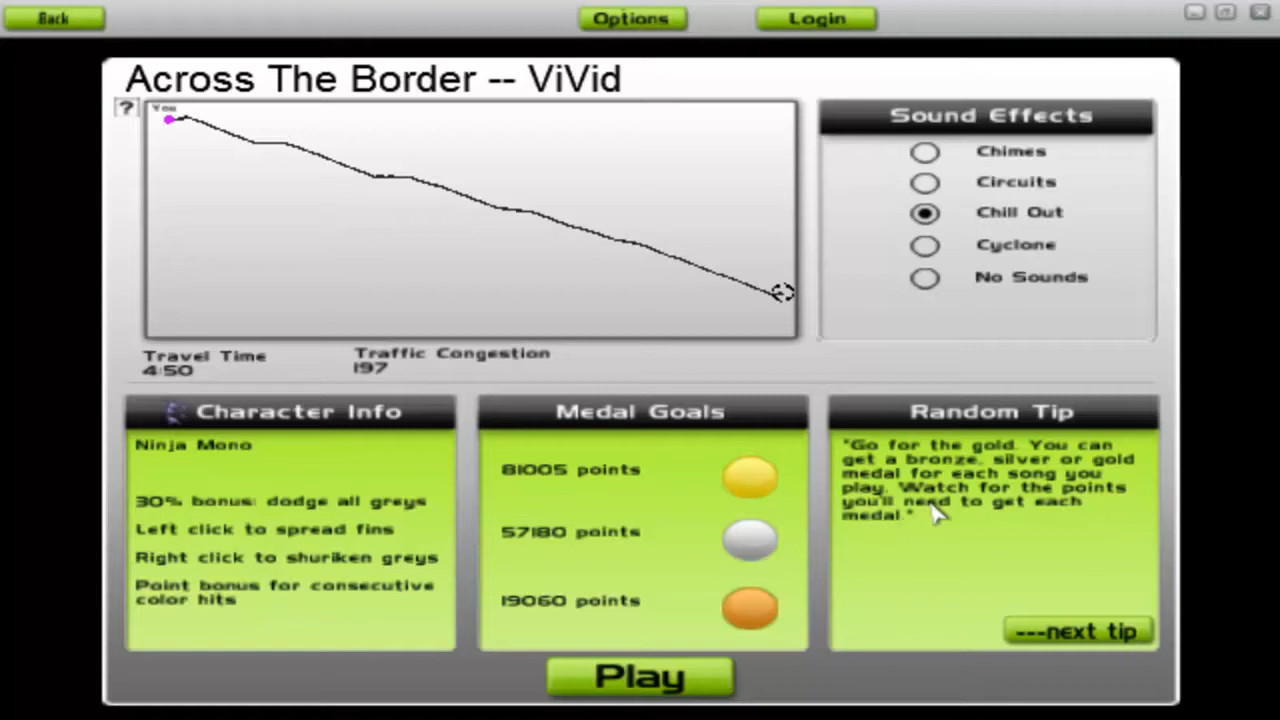 Back
Options
Login
Across The Border -- ViVid
?
You
Travel Time
4:50
Traffic Congestion
197
Sound Effects
Chimes
Circuits
Chill Out
Cyclone
No Sounds
Character Info
Ninja Mono
30% bonus: dodge all greys
Left click to spread fins
Right click to shuriken greys
Point bonus for consecutive
color hits
Medal Goals
81005 points
57180 points
19060 points
Random Tip
"Go for the gold. You can
get a bronze, silver or gold
medal for each song you
play. Watch for the points
you'll need to get each
medal."
---next tip
Play